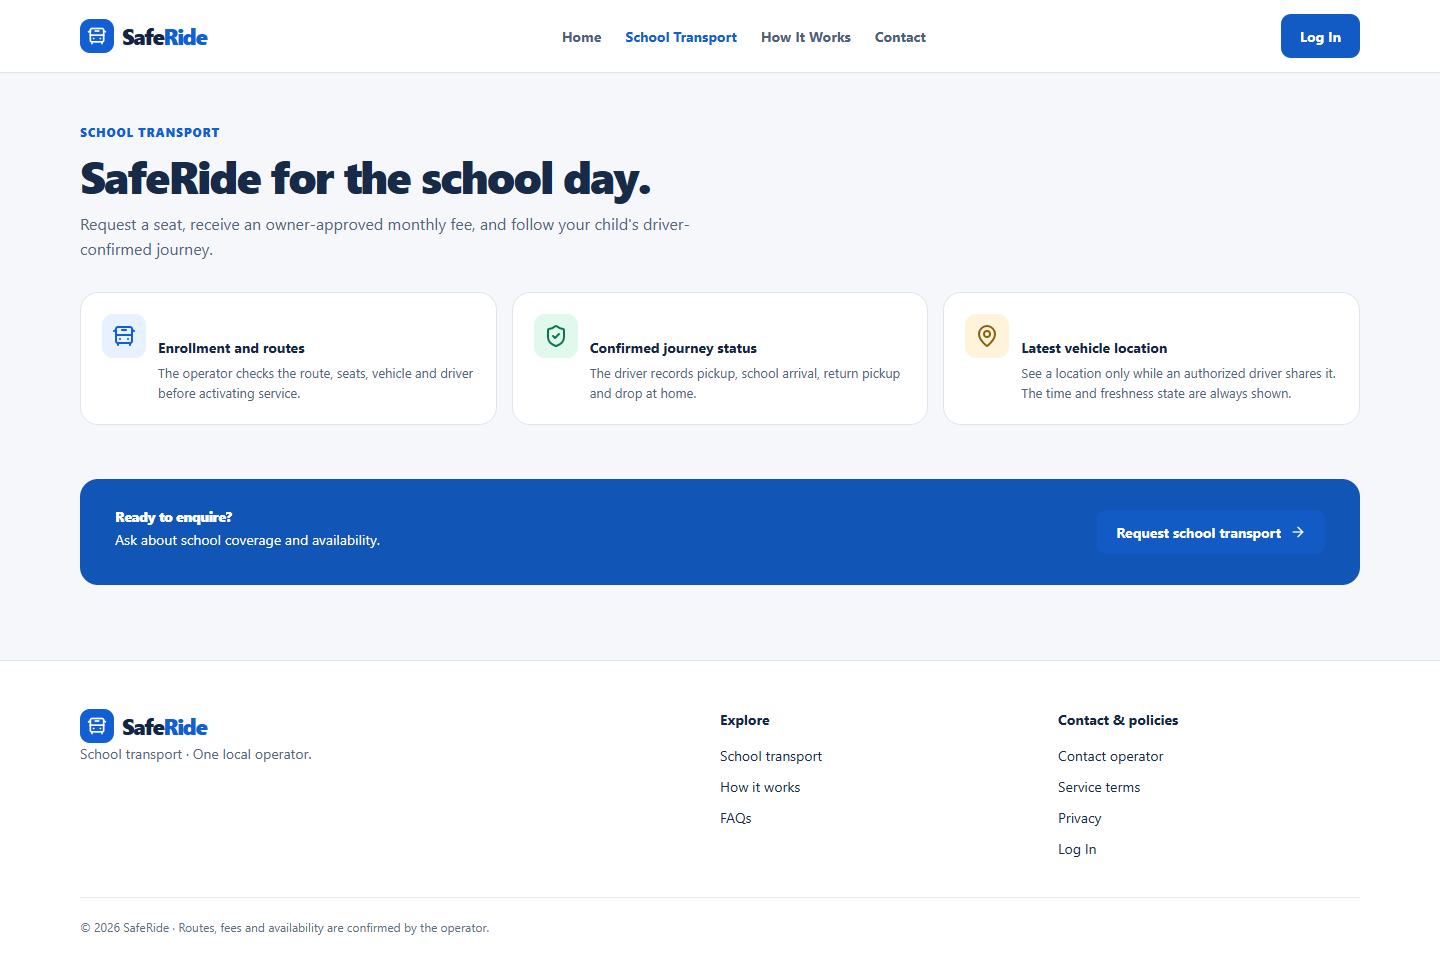 SafeRide
Home
School Transport
How It Works
Contact
Log In
SCHOOL TRANSPORT
SafeRide for the school day.
Request a seat, receive an owner-approved monthly fee, and follow your child's driver-
confirmed journey.
Enrollment and routes
The operator checks the route, seats, vehicle and driver
before activating service.
Confirmed journey status
The driver records pickup, school arrival, return pickup
and drop at home.
Latest vehicle location
See a location only while an authorized driver shares it.
The time and freshness state are always shown.
Ready to enquire?
Ask about school coverage and availability.
Request school transport
SafeRide
School transport · One local operator.
Explore
School transport
How it works
FAQs
Contact & policies
Contact operator
Service terms
Privacy
Log In
© 2026 SafeRide · Routes, fees and availability are confirmed by the operator.